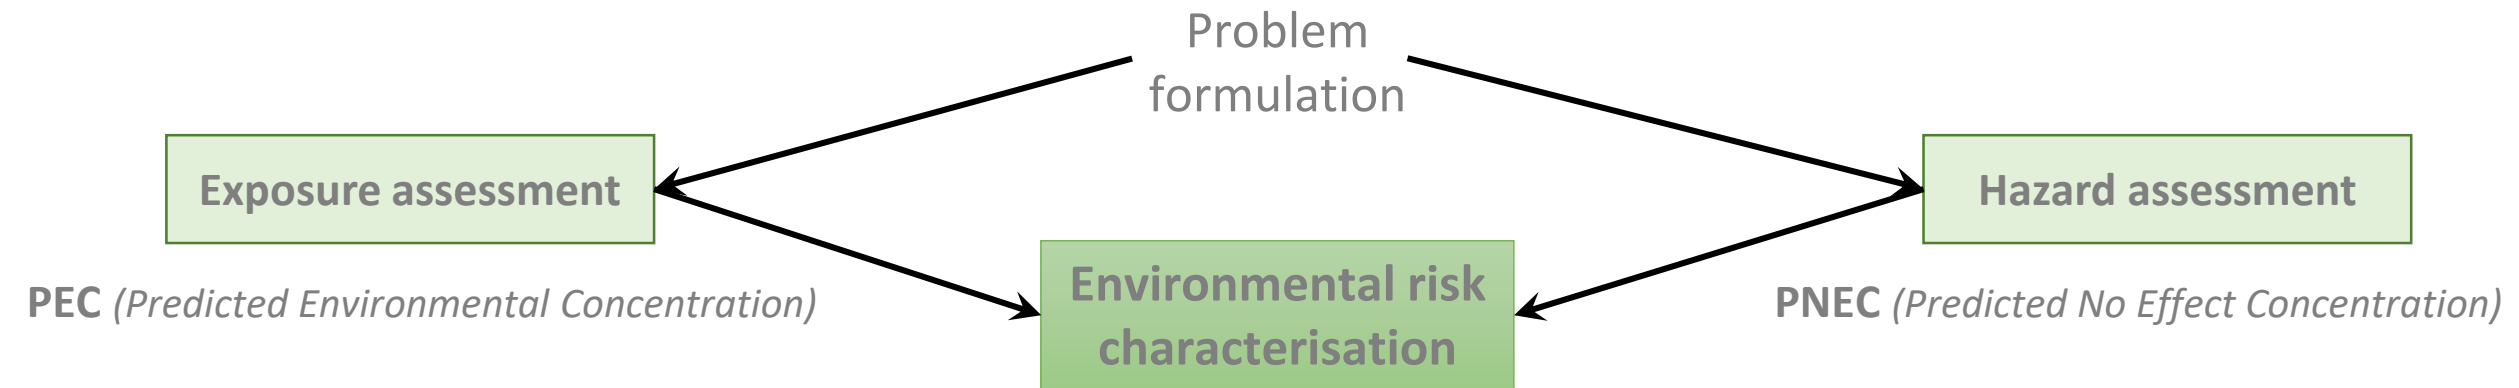 Problem
formulation
Exposure assessment
Hazard assessment
PEC (Predicted Environmental Concentration)
Environmental risk
characterisation
PNEC (Predicted No Effect Concentration)